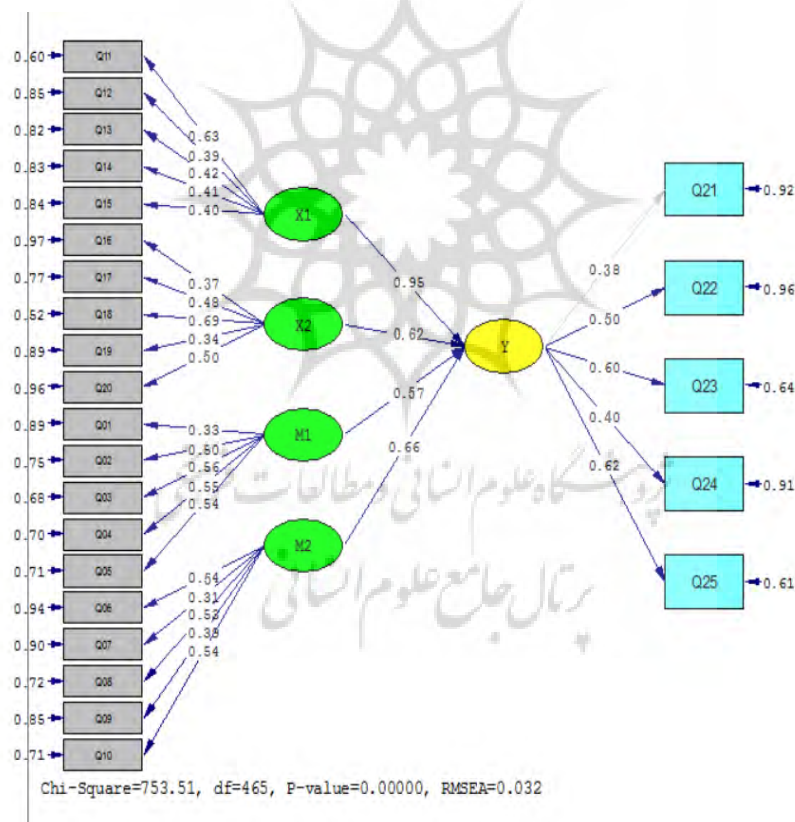 0.60 Q11
0.85 Q12
0.82 Q13
0.83 Q14
0.84 Q15
0.97 Q16
0.77 Q17
0.52 Q18
0.89 Q19
0.96 Q20
0.89 Q01
0.75 Q02
0.68 Q03
0.70 Q04
0.71 Q05
0.94 Q06
0.90 Q07
0.72 Q08
0.85 Q09
0.71 Q10
0.63
0.39
0.42
0.41
0.40
0.37
0.48
0.69
0.34
0.50
0.33
0.50
0.56
0.55
0.54
0.54
0.31
0.53
0.39
0.54
X1
X2
M1
M2
0.95
0.62
0.57
0.66
Y
0.38
0.50
0.60
0.40
0.62
Q21 0.92
Q22 0.96
Q23 0.64
Q24 0.91
Q25 0.61
پژوهشگاه علوم انسانی و مطالعات فرهنگی
پرتال جامع علوم انسانی
Chi-Square=753.51, df=465, P-value=0.00000, RMSEA=0.032